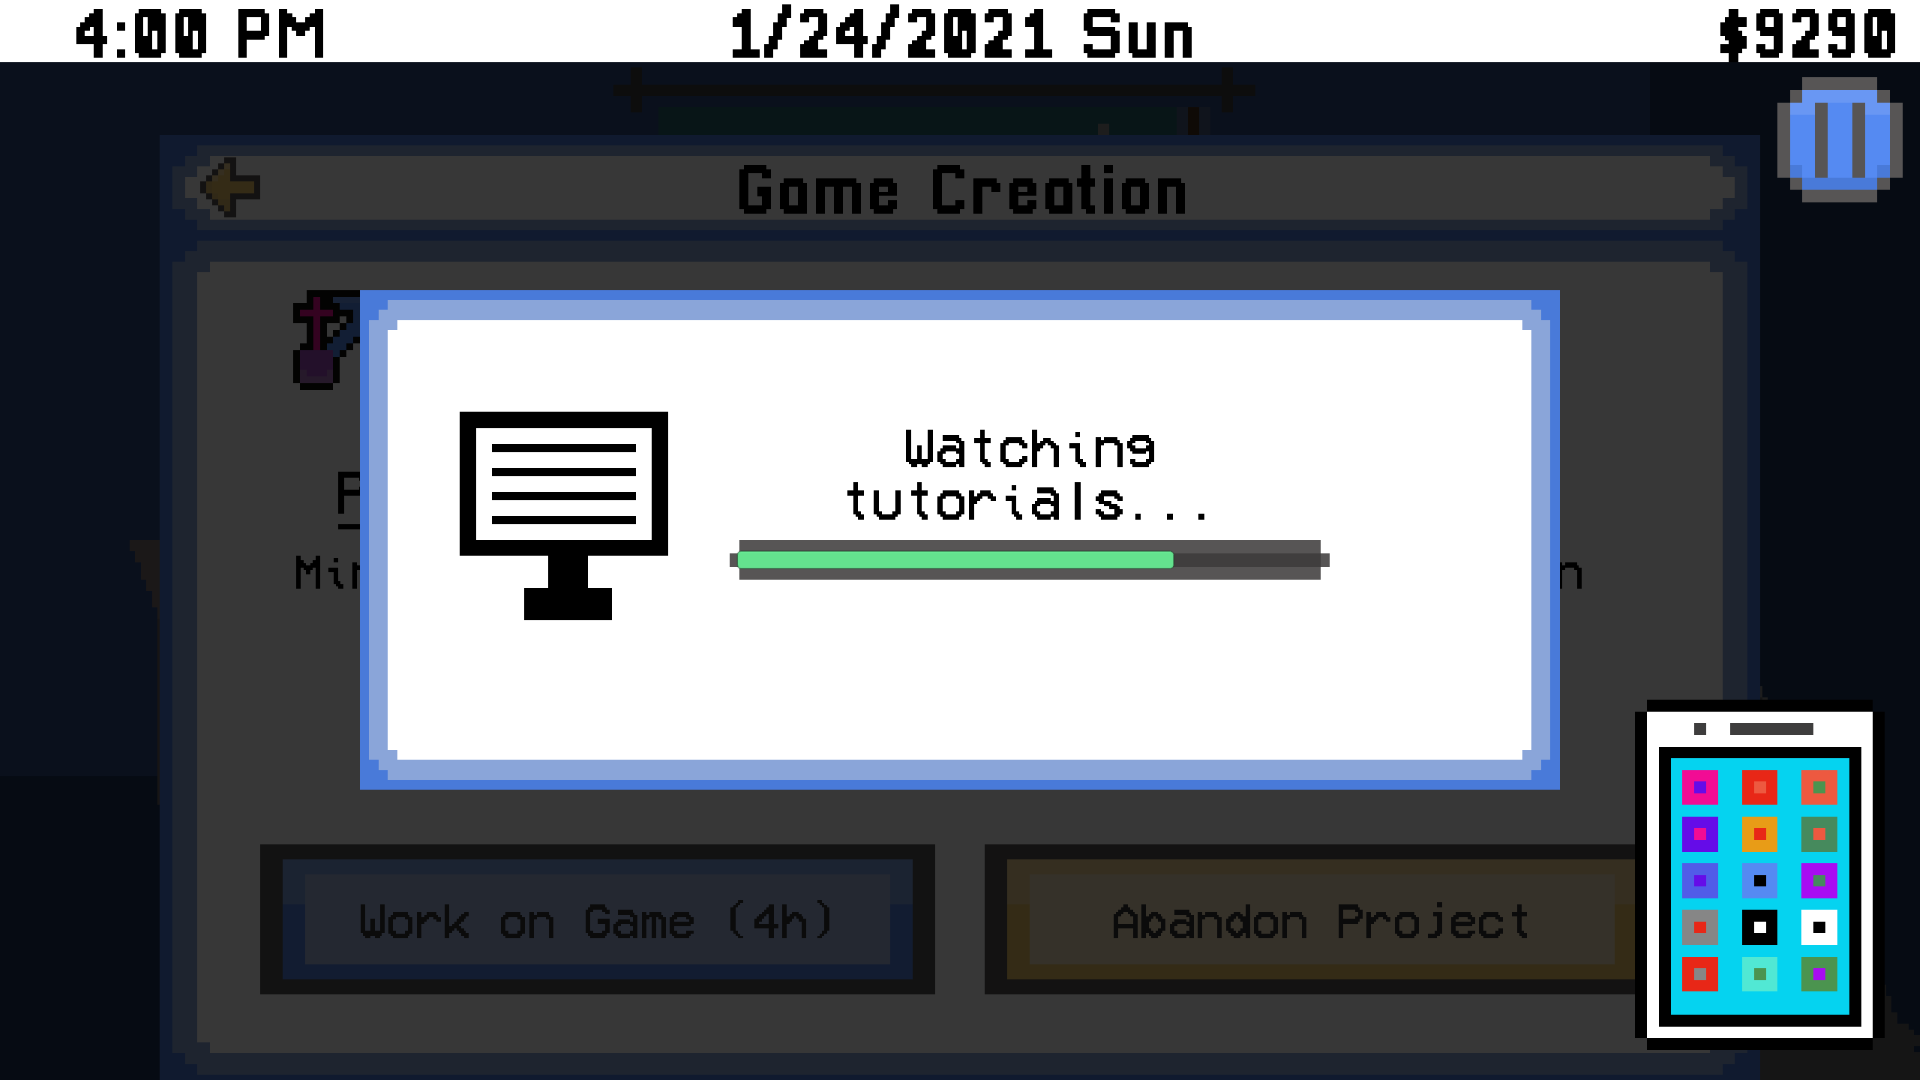 4:00 PM
1/24/2021 Sun
$9290
Game Creation
Watching
tutorials...
Work on Game (4h)
Abandon Project